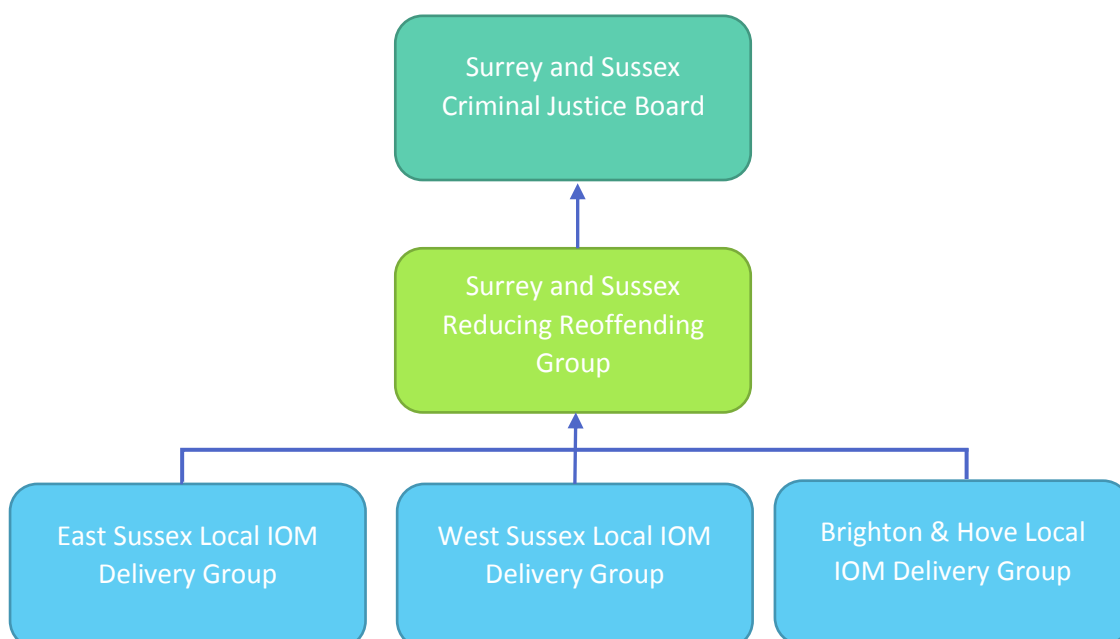 Surrey and Sussex
Criminal Justice Board
Surrey and Sussex
Reducing Reoffending
Group
East Sussex Local IOM
Delivery Group
West Sussex Local IOM
Delivery Group
Brighton & Hove Local
IOM Delivery Group